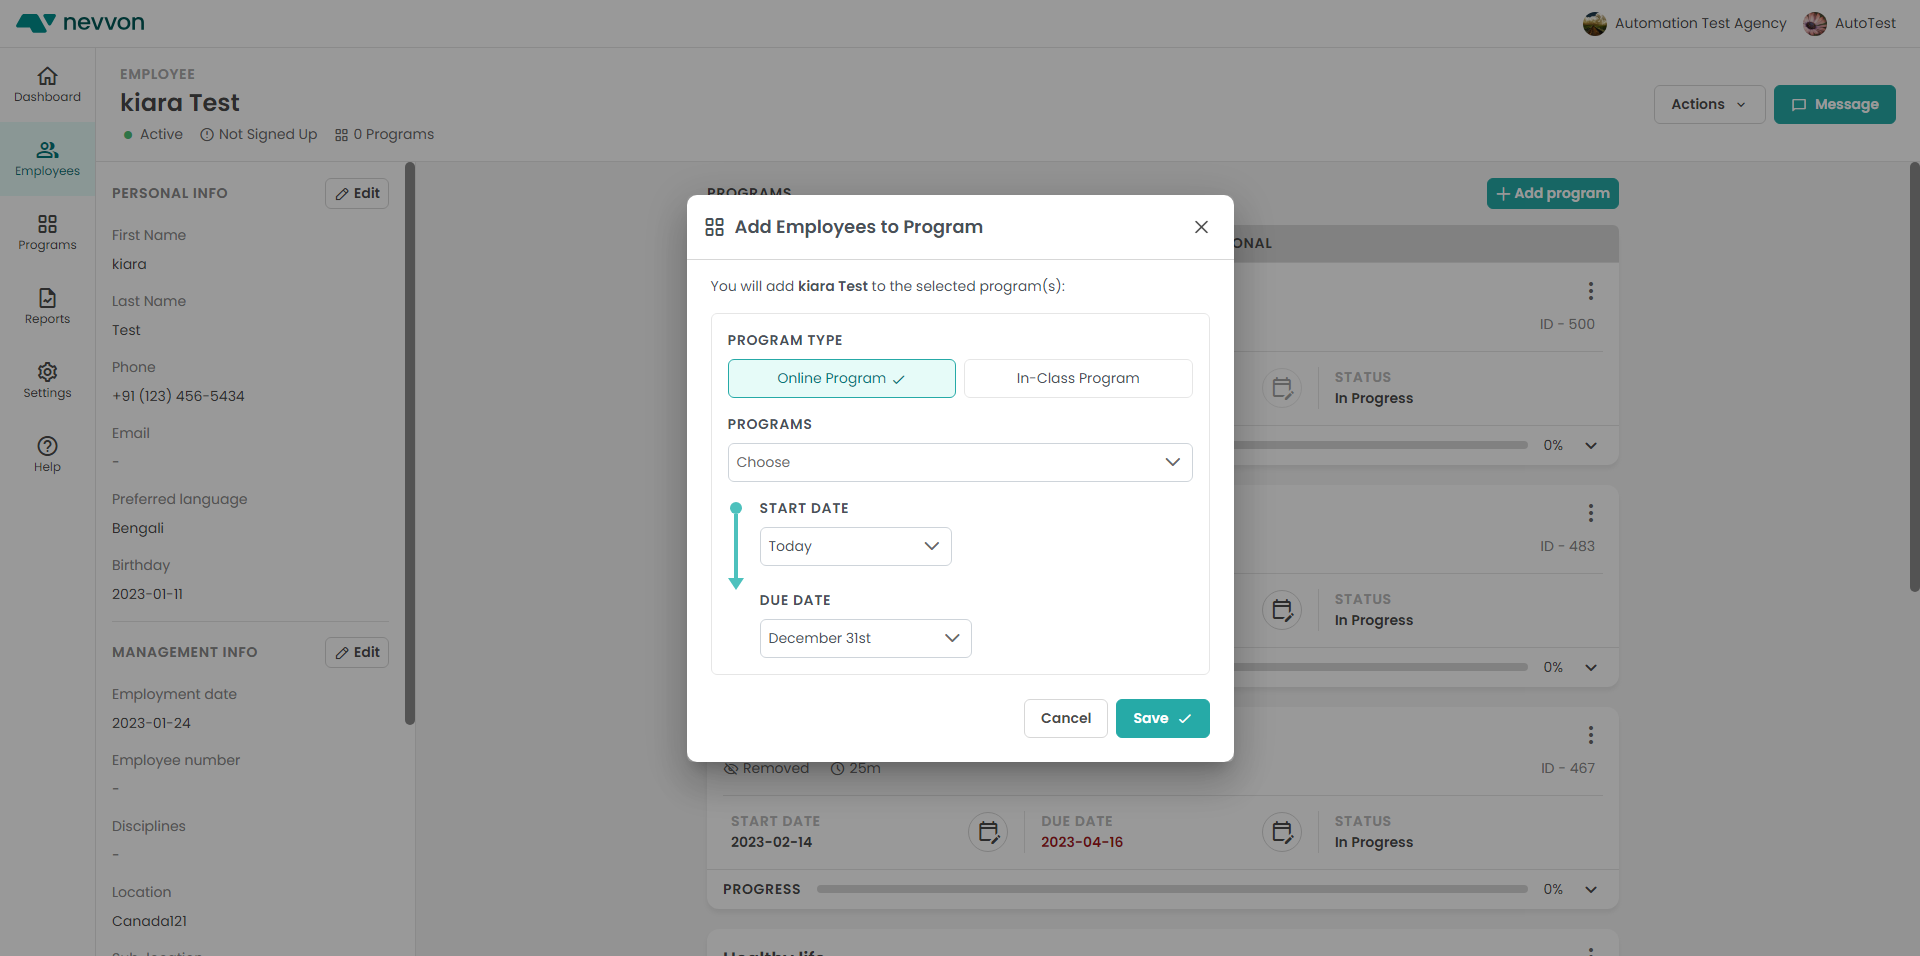 nevvon
Automation Test Agency
AutoTest
Dashboard
Employees
Programs
Reports
Settings
Help
EMPLOYEE
kiara Test
Active
Not Signed Up
0 Programs
Actions
Message
PERSONAL INFO
Edit
First Name
kiara
Last Name
Test
Phone
+91 (123) 456-5434
Email
-
Preferred language
Bengali
Birthday
2023-01-11
MANAGEMENT INFO
Edit
Employment date
2023-01-24
Employee number
-
Disciplines
-
Location
Canada121
Sub-location
PROGRAMS
Add program
Add Employees to Program
You will add kiara Test to the selected program(s):
PROGRAM TYPE
Online Program
In-Class Program
PROGRAMS
Choose
START DATE
Today
DUE DATE
December 31st
Cancel
Save
ONAL
ID - 500
STATUS
In Progress
0%
ID - 483
STATUS
In Progress
0%
Removed
25m
ID - 467
START DATE
2023-02-14
DUE DATE
2023-04-16
STATUS
In Progress
PROGRESS
0%
Healthy life